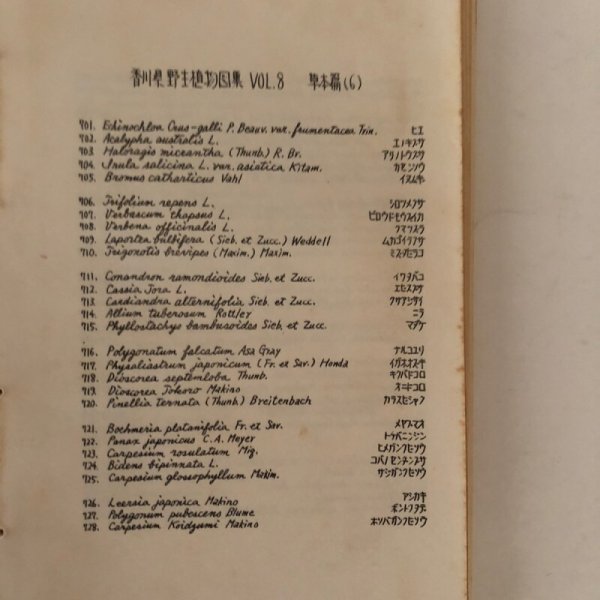 香川県野生植物図集 VOL.8 草本篇(6)
701. Echinochloa Crus-galli P. Beauv. var. frumentacea Trin. ヒエ
702. Acalypha australis L. エノキグサ
703. Haloragis micrantha (Thunb.) R. Br. アリノトウグサ
704. Inula salicina L. var. asiatica Kitam. カセンソウ
705. Bromus catharticus Vahl イヌムギ
706. Trifolium repens L. シロツメクサ
707. Verbascum thapsus L. ビロウドモウズイカ
708. Verbena officinalis L. クマツヅラ
709. Laportea bulbifera (Sieb. et Zucc.) Weddell ムカゴイラクサ
710. Trigonotis brevipes (Maxim.) Maxim. ミズタビラコ
711. Conandron ramondioides Sieb. et Zucc. イワタバコ
712. Cassia Tora L. エビスグサ
713. Cardiandra alternifolia Sieb. et Zucc. クサアジサイ
714. Allium tuberosum Rottley ニラ
715. Phyllostachys bambusoides Sieb. et Zucc. マダケ
716. Polygonatum falcatum Asa Gray ナルコユリ
717. Physaliastrum japonicum (Fr. et Sav.) Honda イガホオズキ
718. Dioscorea septemloba Thunb. キクバドコロ
719. Dioscorea Tokoro Makino オニドコロ
720. Pinellia ternata (Thunb.) Breitenbach カラスビシャク
721. Boehmeria platanifolia Fr. et Sav. メヤブマオ
722. Panax japonicus C.A. Meyer トチバニンジン
723. Carpesium rosulatum Miq. ヒメガンクビソウ
724. Bidens bipinnata L. コバノセンダングサ
725. Carpesium glossophyllum Maxim. サジガンクビソウ
726. Leersia japonica Makino アシカキ
727. Polygonum pubescens Blume ボントクタデ
728. Carpesium Koidzumi Makino ホソバガンクビソウ